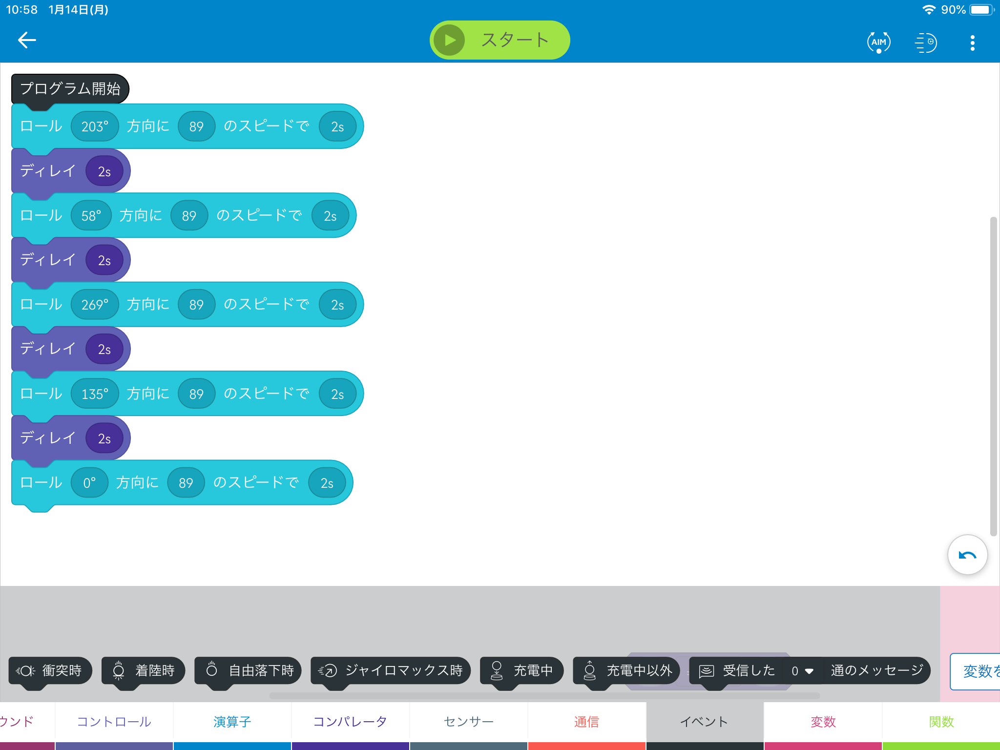 10:58 1月14日(月) 90%
スタート
AIM
プログラム開始
ロール 203° 方向に 89 のスピードで 2s
ディレイ 2s
ロール 58° 方向に 89 のスピードで 2s
ディレイ 2s
ロール 269° 方向に 89 のスピードで 2s
ディレイ 2s
ロール 135° 方向に 89 のスピードで 2s
ディレイ 2s
ロール 0° 方向に 89 のスピードで 2s
衝突時 着陸時 自由落下時 ジャイロマックス時 充電中 充電中以外 受信した 0 通のメッセージ 変数を
ウンド コントロール 演算子 コンパレータ センサー 通信 イベント 変数 関数